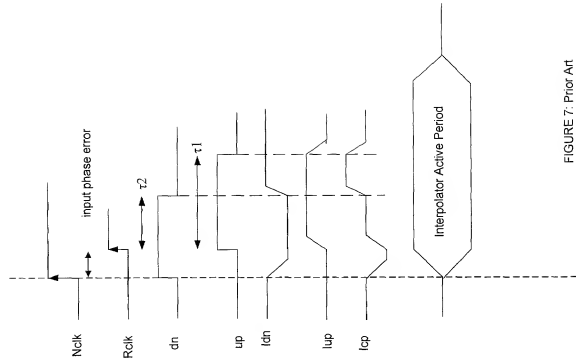 Nclk
input phase error
Rclk
τ2
dn
τ1
up
Idn
Iup
Icp
Interpolator Active Period
FIGURE 7: Prior Art